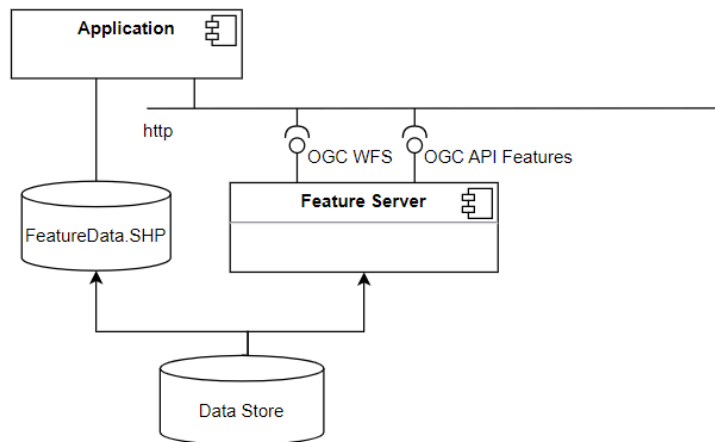 Application
http
OGC WFS
OGC API Features
Feature Server
FeatureData.SHP
Data Store